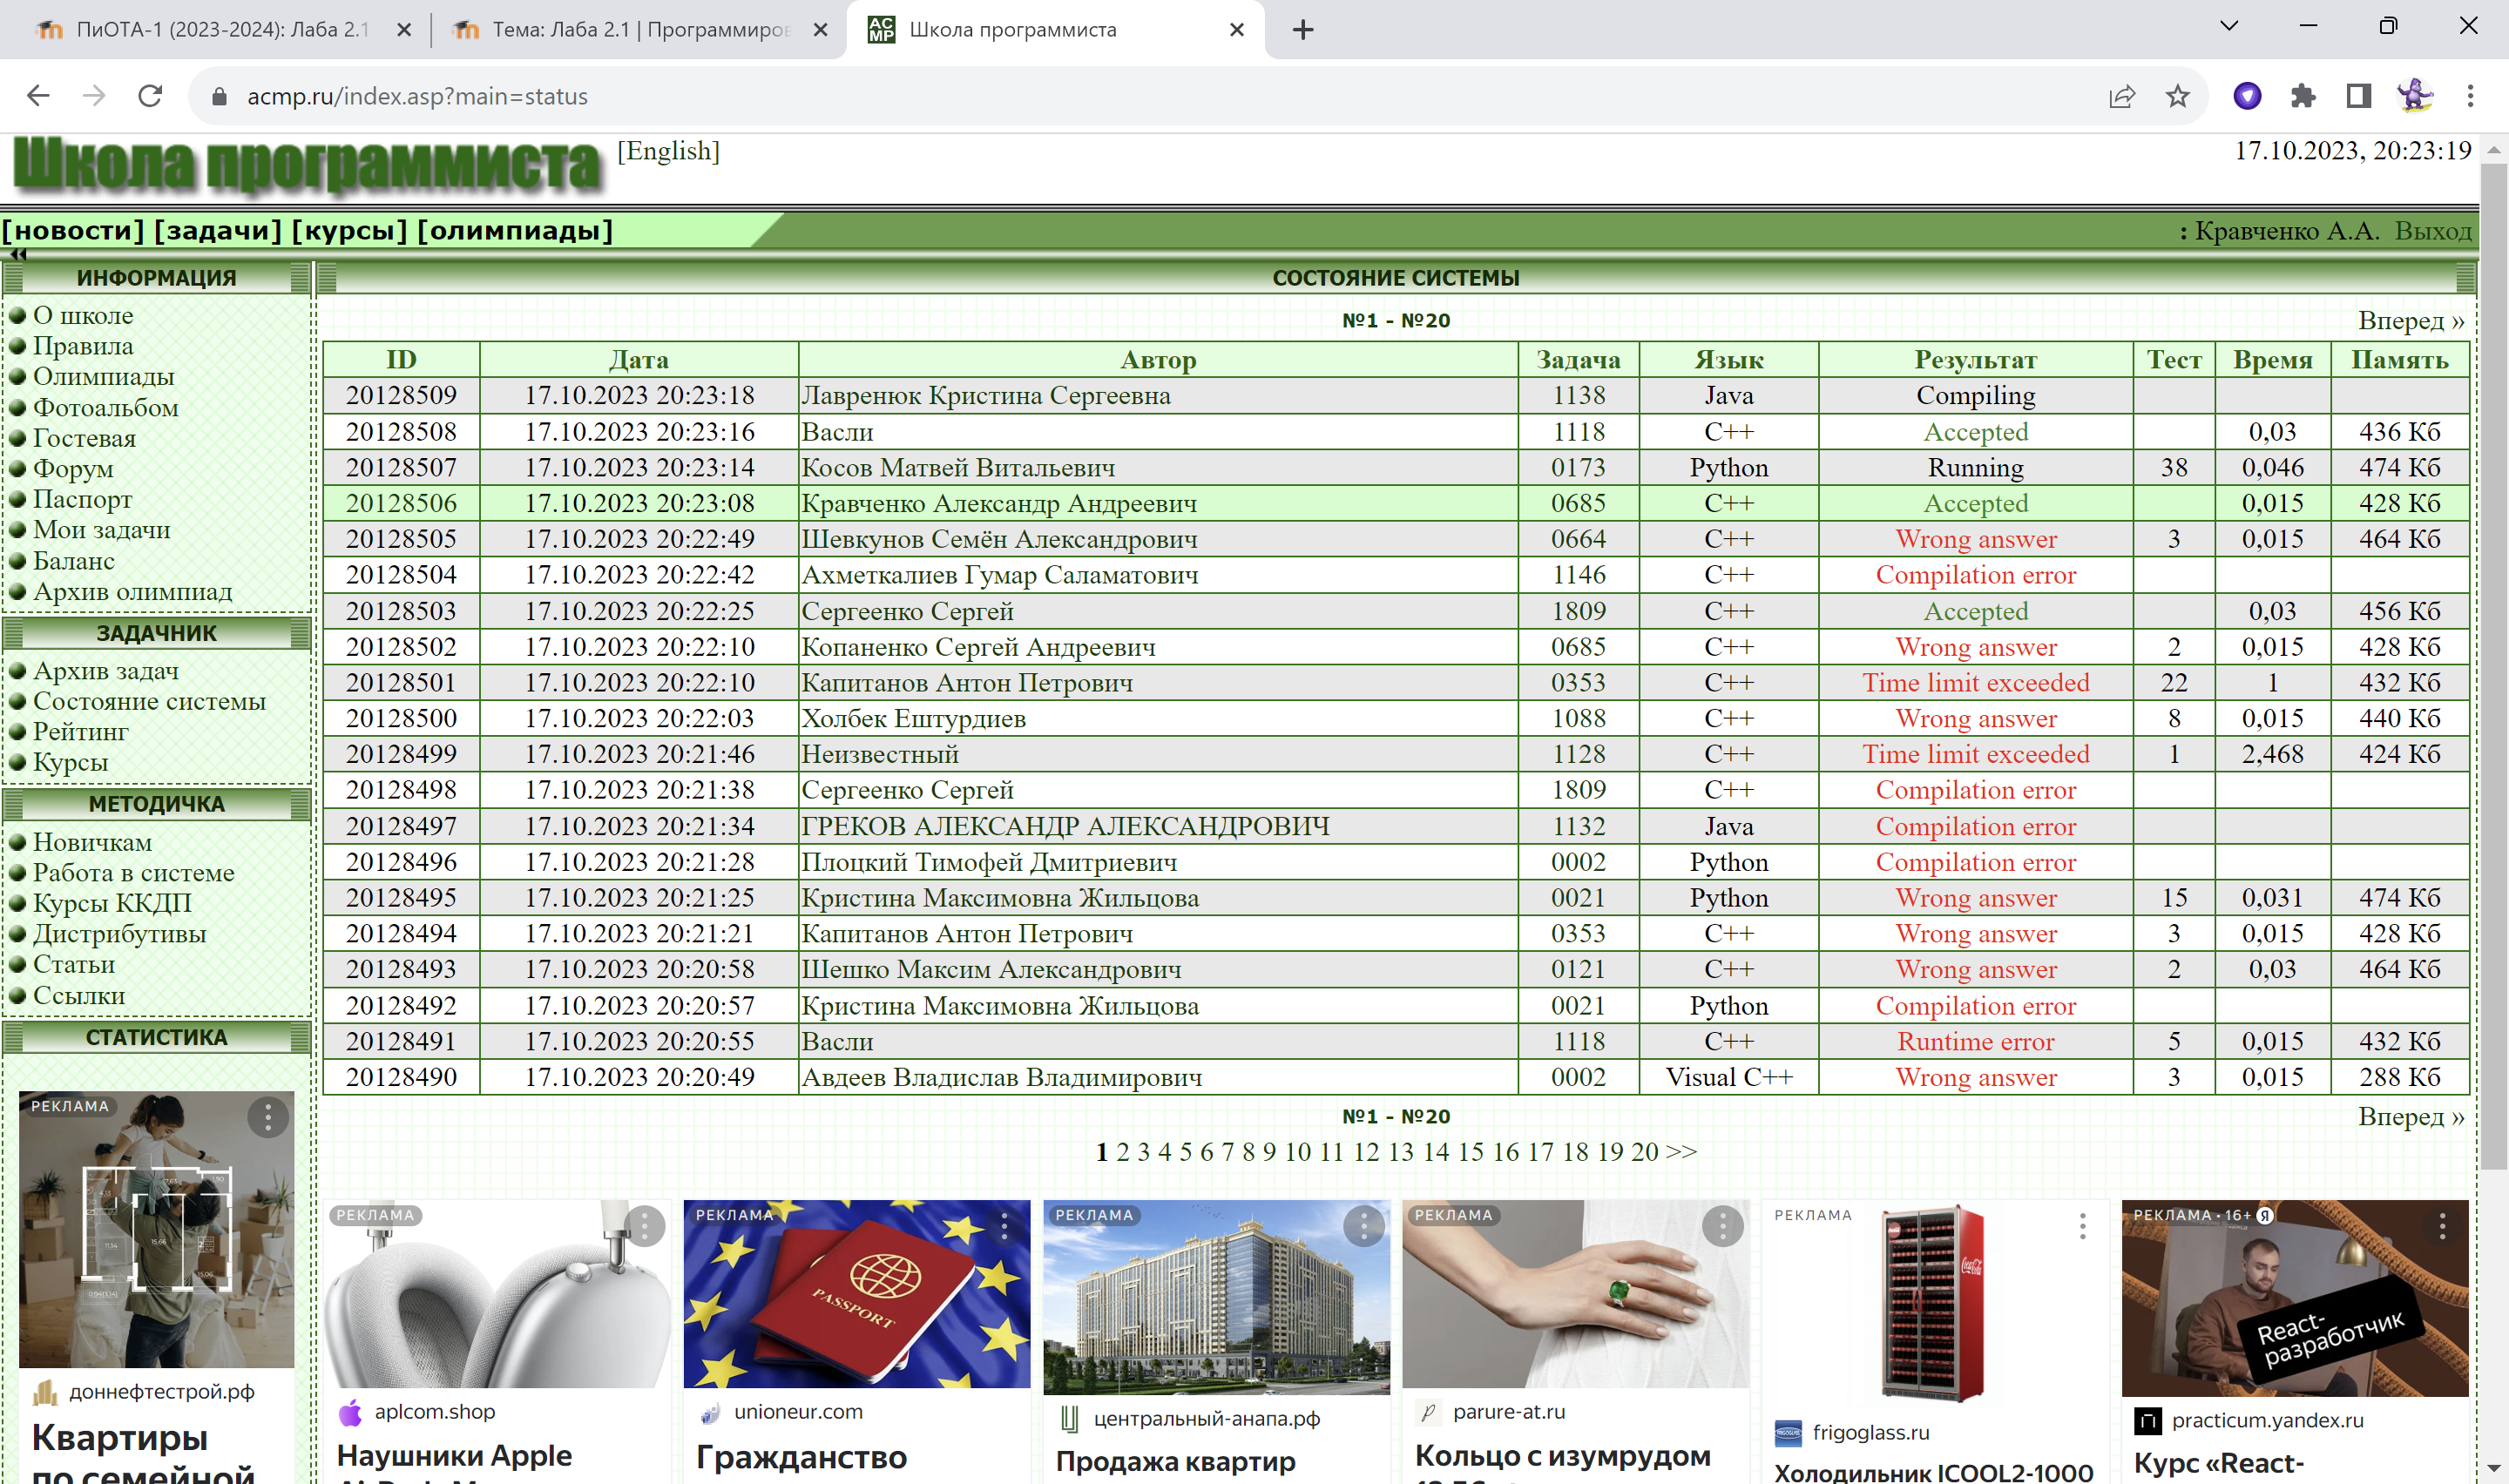 ПиОТА-1 (2023-2024): Лаба 2.1
Тема: Лаба 2.1 | Программиров
Школа программиста
acmp.ru/index.asp?main=status
Школа программиста [English] 17.10.2023, 20:23:19
[новости] [задачи] [курсы] [олимпиады] : Кравченко А.А. Выход
ИНФОРМАЦИЯ
О школе
Правила
Олимпиады
Фотоальбом
Гостевая
Форум
Паспорт
Мои задачи
Баланс
Архив олимпиад
ЗАДАЧНИК
Архив задач
Состояние системы
Рейтинг
Курсы
МЕТОДИЧКА
Новичкам
Работа в системе
Курсы ККДП
Дистрибутивы
Статьи
Ссылки
СТАТИСТИКА
РЕКЛАМА
доннефтестрой.рф
Квартиры
по семейной
СОСТОЯНИЕ СИСТЕМЫ
№1 - №20 Вперед »
ID Дата Автор Задача Язык Результат Тест Время Память
20128509 17.10.2023 20:23:18 Лавренюк Кристина Сергеевна 1138 Java Compiling
20128508 17.10.2023 20:23:16 Васли 1118 C++ Accepted 0,03 436 Кб
20128507 17.10.2023 20:23:14 Косов Матвей Витальевич 0173 Python Running 38 0,046 474 Кб
20128506 17.10.2023 20:23:08 Кравченко Александр Андреевич 0685 C++ Accepted 0,015 428 Кб
20128505 17.10.2023 20:22:49 Шевкунов Семён Александрович 0664 C++ Wrong answer 3 0,015 464 Кб
20128504 17.10.2023 20:22:42 Ахметкалиев Гумар Саламатович 1146 C++ Compilation error
20128503 17.10.2023 20:22:25 Сергеенко Сергей 1809 C++ Accepted 0,03 456 Кб
20128502 17.10.2023 20:22:10 Копаненко Сергей Андреевич 0685 C++ Wrong answer 2 0,015 428 Кб
20128501 17.10.2023 20:22:10 Капитанов Антон Петрович 0353 C++ Time limit exceeded 22 1 432 Кб
20128500 17.10.2023 20:22:03 Холбек Ештурдиев 1088 C++ Wrong answer 8 0,015 440 Кб
20128499 17.10.2023 20:21:46 Неизвестный 1128 C++ Time limit exceeded 1 2,468 424 Кб
20128498 17.10.2023 20:21:38 Сергеенко Сергей 1809 C++ Compilation error
20128497 17.10.2023 20:21:34 ГРЕКОВ АЛЕКСАНДР АЛЕКСАНДРОВИЧ 1132 Java Compilation error
20128496 17.10.2023 20:21:28 Плоцкий Тимофей Дмитриевич 0002 Python Compilation error
20128495 17.10.2023 20:21:25 Кристина Максимовна Жильцова 0021 Python Wrong answer 15 0,031 474 Кб
20128494 17.10.2023 20:21:21 Капитанов Антон Петрович 0353 C++ Wrong answer 3 0,015 428 Кб
20128493 17.10.2023 20:20:58 Шешко Максим Александрович 0121 C++ Wrong answer 2 0,03 464 Кб
20128492 17.10.2023 20:20:57 Кристина Максимовна Жильцова 0021 Python Compilation error
20128491 17.10.2023 20:20:55 Васли 1118 C++ Runtime error 5 0,015 432 Кб
20128490 17.10.2023 20:20:49 Авдеев Владислав Владимирович 0002 Visual C++ Wrong answer 3 0,015 288 Кб
№1 - №20 Вперед »
1 2 3 4 5 6 7 8 9 10 11 12 13 14 15 16 17 18 19 20 >>
РЕКЛАМА
aplcom.shop
Наушники Apple
РЕКЛАМА
PASSPORT
unioneur.com
Гражданство
РЕКЛАМА
центральный-анапа.рф
Продажа квартир
РЕКЛАМА
parure-at.ru
Кольцо с изумрудом
РЕКЛАМА
Coca-Cola
frigoglass.ru
Холодильник ICOOL2-1000
РЕКЛАМА • 16+ Я
React-
разработчик
practicum.yandex.ru
Курс «React-